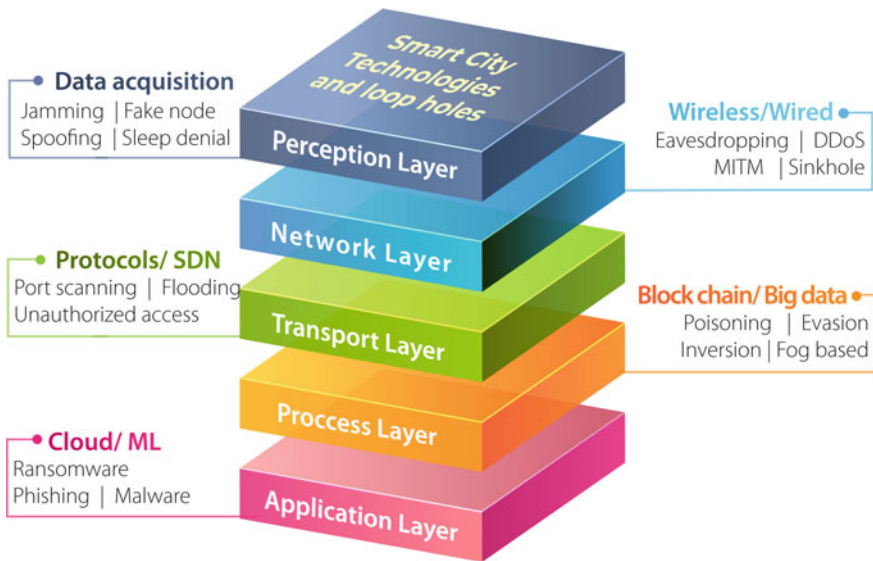 Smart City
Technologies
and loop holes
Data acquisition
Jamming | Fake node
Spoofing | Sleep denial
Perception Layer
Wireless/Wired
Eavesdropping | DDoS
MITM | Sinkhole
Network Layer
Protocols/ SDN
Port scanning | Flooding
Unauthorized access
Transport Layer
Block chain/ Big data
Poisoning | Evasion
Inversion | Fog based
Proccess Layer
Cloud/ ML
Ransomware
Phishing | Malware
Application Layer